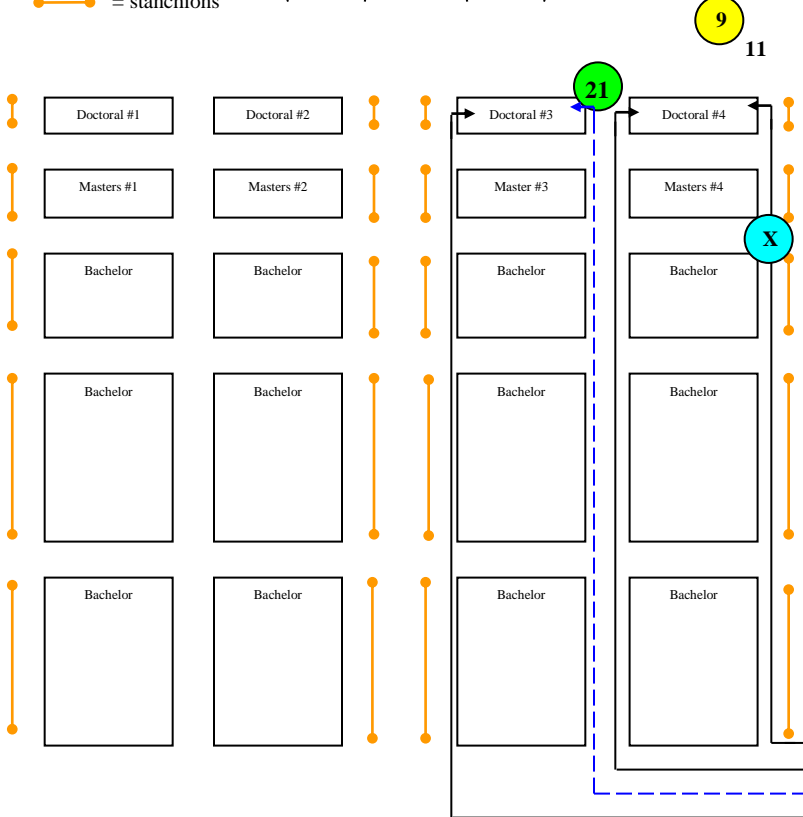 = stanchions
9
11
21
Doctoral #1
Doctoral #2
Doctoral #3
Doctoral #4
Masters #1
Masters #2
Master #3
Masters #4
X
Bachelor
Bachelor
Bachelor
Bachelor
Bachelor
Bachelor
Bachelor
Bachelor
Bachelor
Bachelor
Bachelor
Bachelor